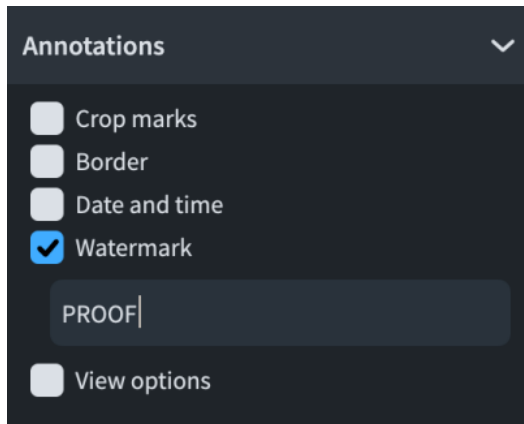 Annotations
Crop marks
Border
Date and time
Watermark
PROOF
View options